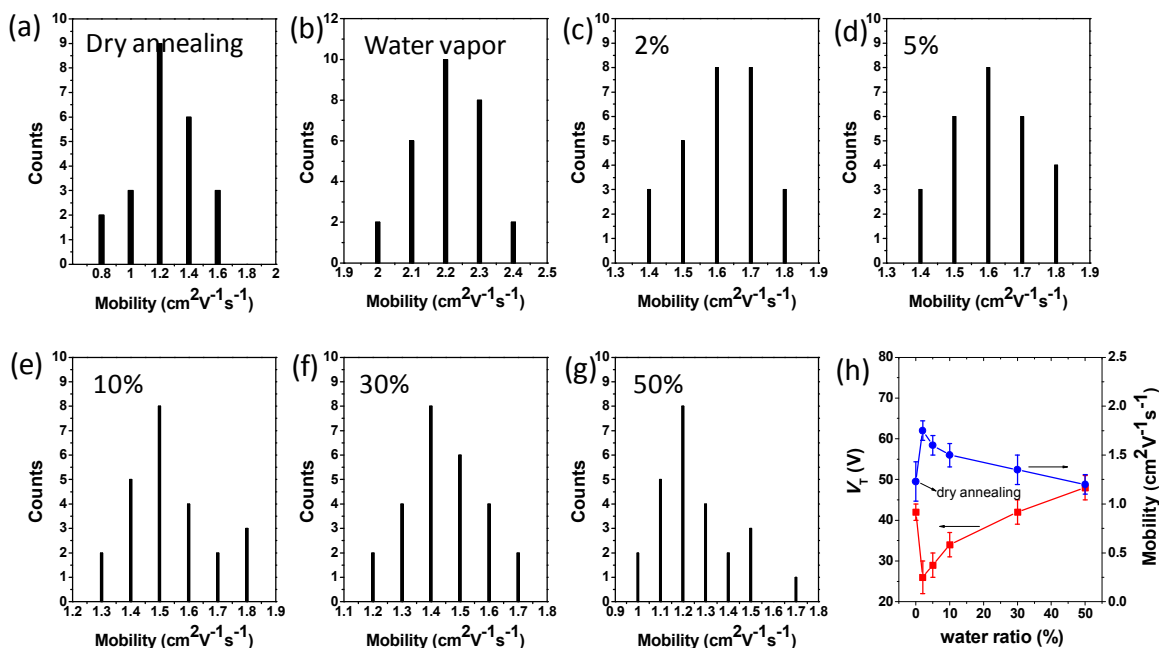 (a)
Dry annealing
10
9
8
7
6
5
4
3
2
1
0
Counts
0.8 1 1.2 1.4 1.6 1.8 2
Mobility (cm²V⁻¹s⁻¹)
(b)
Water vapor
12
10
8
6
4
2
0
Counts
1.9 2 2.1 2.2 2.3 2.4 2.5
Mobility (cm²V⁻¹s⁻¹)
(c)
2%
10
9
8
7
6
5
4
3
2
1
0
Counts
1.3 1.4 1.5 1.6 1.7 1.8 1.9
Mobility (cm²V⁻¹s⁻¹)
(d)
5%
10
9
8
7
6
5
4
3
2
1
0
Counts
1.3 1.4 1.5 1.6 1.7 1.8 1.9
Mobility (cm²V⁻¹s⁻¹)
(e)
10%
10
9
8
7
6
5
4
3
2
1
0
Counts
1.2 1.3 1.4 1.5 1.6 1.7 1.8 1.9
Mobility (cm²V⁻¹s⁻¹)
(f)
30%
10
9
8
7
6
5
4
3
2
1
0
Counts
1.1 1.2 1.3 1.4 1.5 1.6 1.7 1.8
Mobility (cm²V⁻¹s⁻¹)
(g)
50%
10
9
8
7
6
5
4
3
2
1
0
Counts
0.9 1 1.1 1.2 1.3 1.4 1.5 1.6 1.7 1.8
Mobility (cm²V⁻¹s⁻¹)
(h)
80
70
60
50
40
30
20
V_T (V)
dry annealing
2.5
2.0
1.5
1.0
0.5
0.0
Mobility (cm²V⁻¹s⁻¹)
0 10 20 30 40 50
water ratio (%)